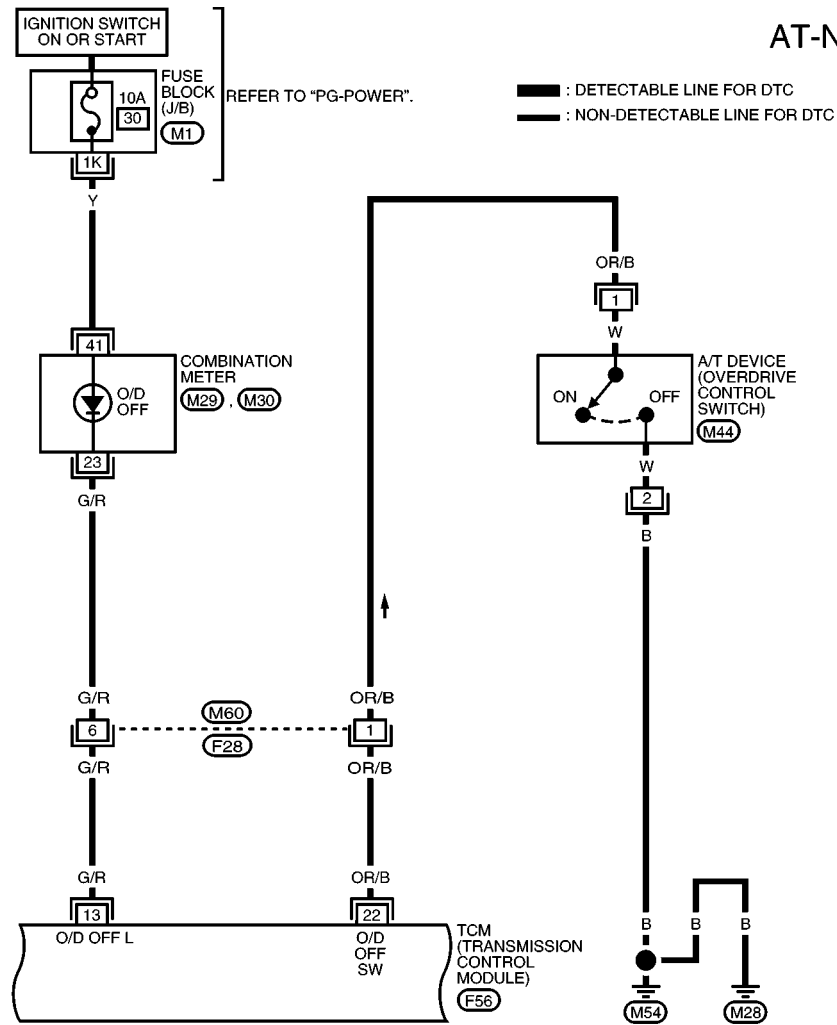 IGNITION SWITCH
ON OR START
AT-N
FUSE
BLOCK
(J/B)
M1
10A
30
REFER TO "PG-POWER".
: DETECTABLE LINE FOR DTC
: NON-DETECTABLE LINE FOR DTC
1K
Y
OR/B
1
W
41
COMBINATION
METER
M29 , M30
O/D
OFF
A/T DEVICE
(OVERDRIVE
CONTROL
SWITCH)
M44
ON
OFF
23
G/R
W
2
B
G/R
OR/B
6
M60
F28
1
G/R
OR/B
G/R
OR/B
13
22
O/D OFF L
O/D
OFF
SW
TCM
(TRANSMISSION
CONTROL
MODULE)
F56
B
B
B
M54
M28